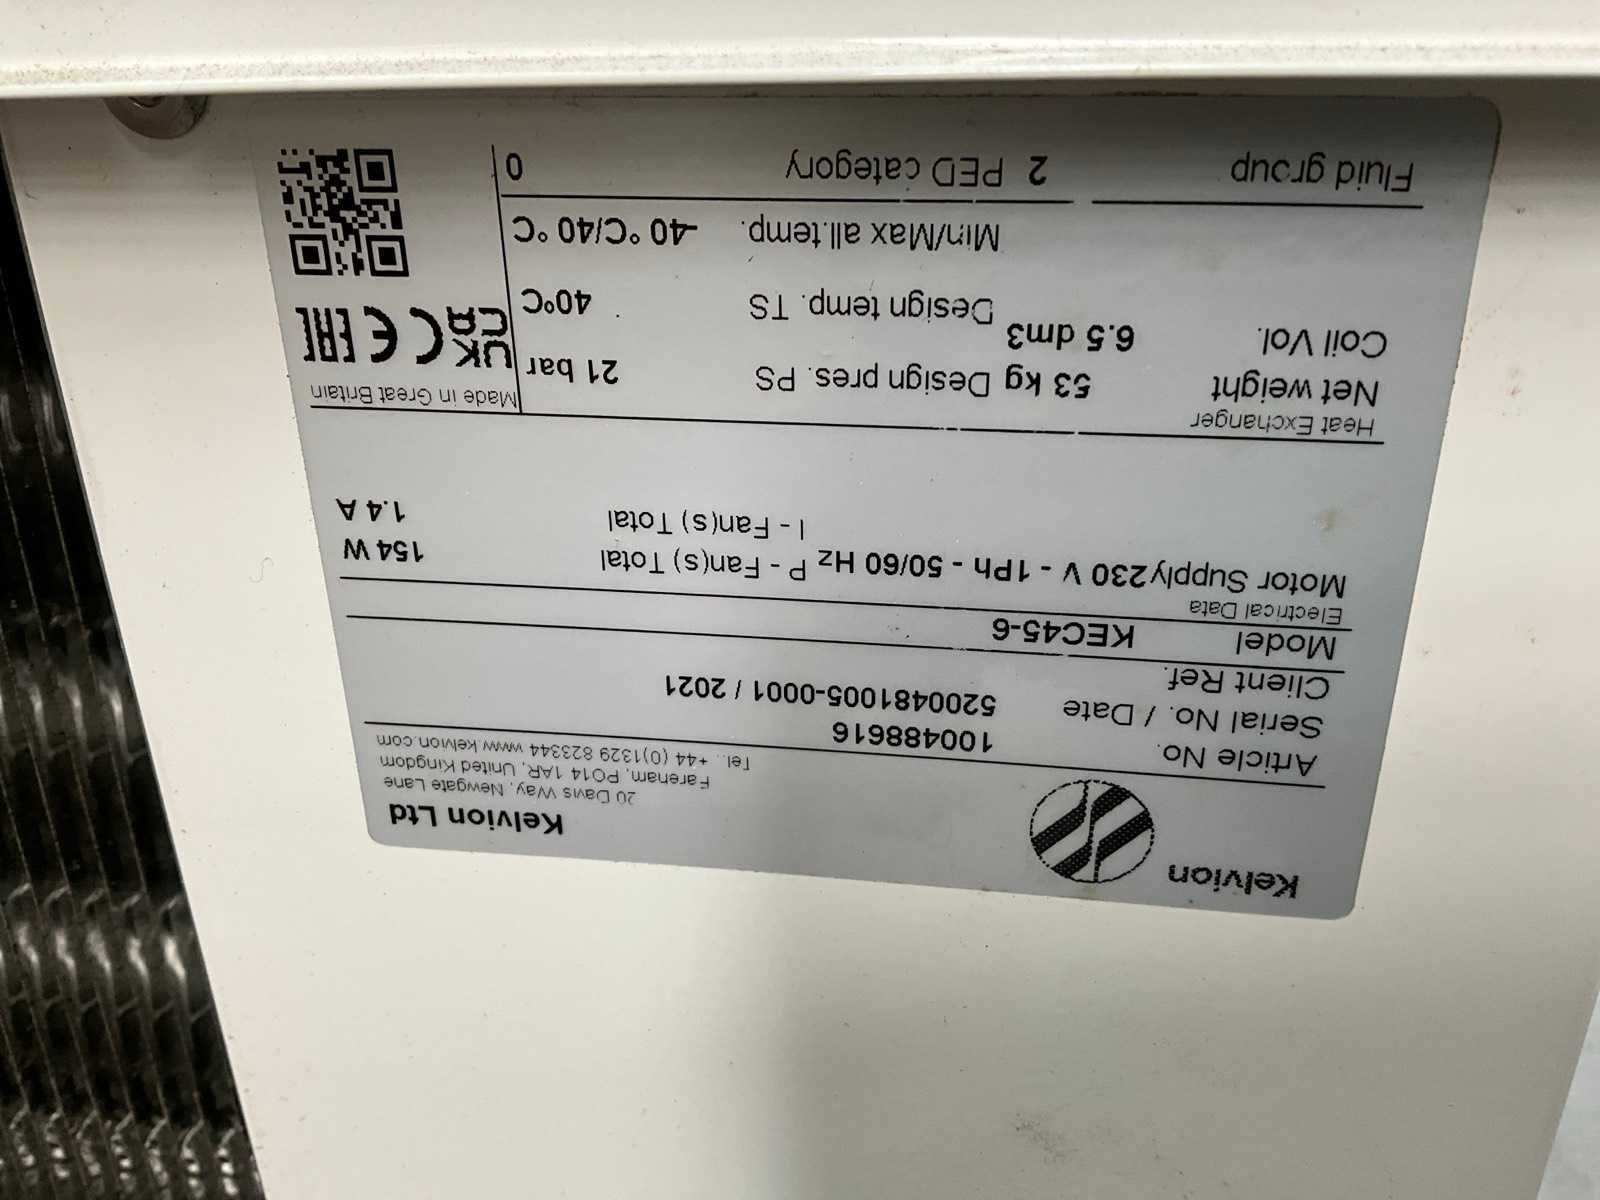 Kelvion
Kelvion Ltd
20 Davis Way, Newgate Lane
Fareham, PO14 1AR, United Kingdom
Tel.. +44 (0)1329 823344 www.kelvion.com
Article No. 100488616
Serial No. / Date 5200481005-0001 / 2021
Client Ref.
Model KEC45-6
Electrical Data
Motor Supply 230 V - 1Ph - 50/60 Hz P - Fan(s) Total 154 W
I - Fan(s) Total 1.4 A
Heat Exchanger
Made in Great Britain
Net weight 53 kg Design pres. PS 21 bar
Coil Vol. 6.5 dm3 Design temp. TS 40°C
UK CA CE EAC
Min/Max all.temp. -40 °C/40 °C
Fluid group 2 PED category 0